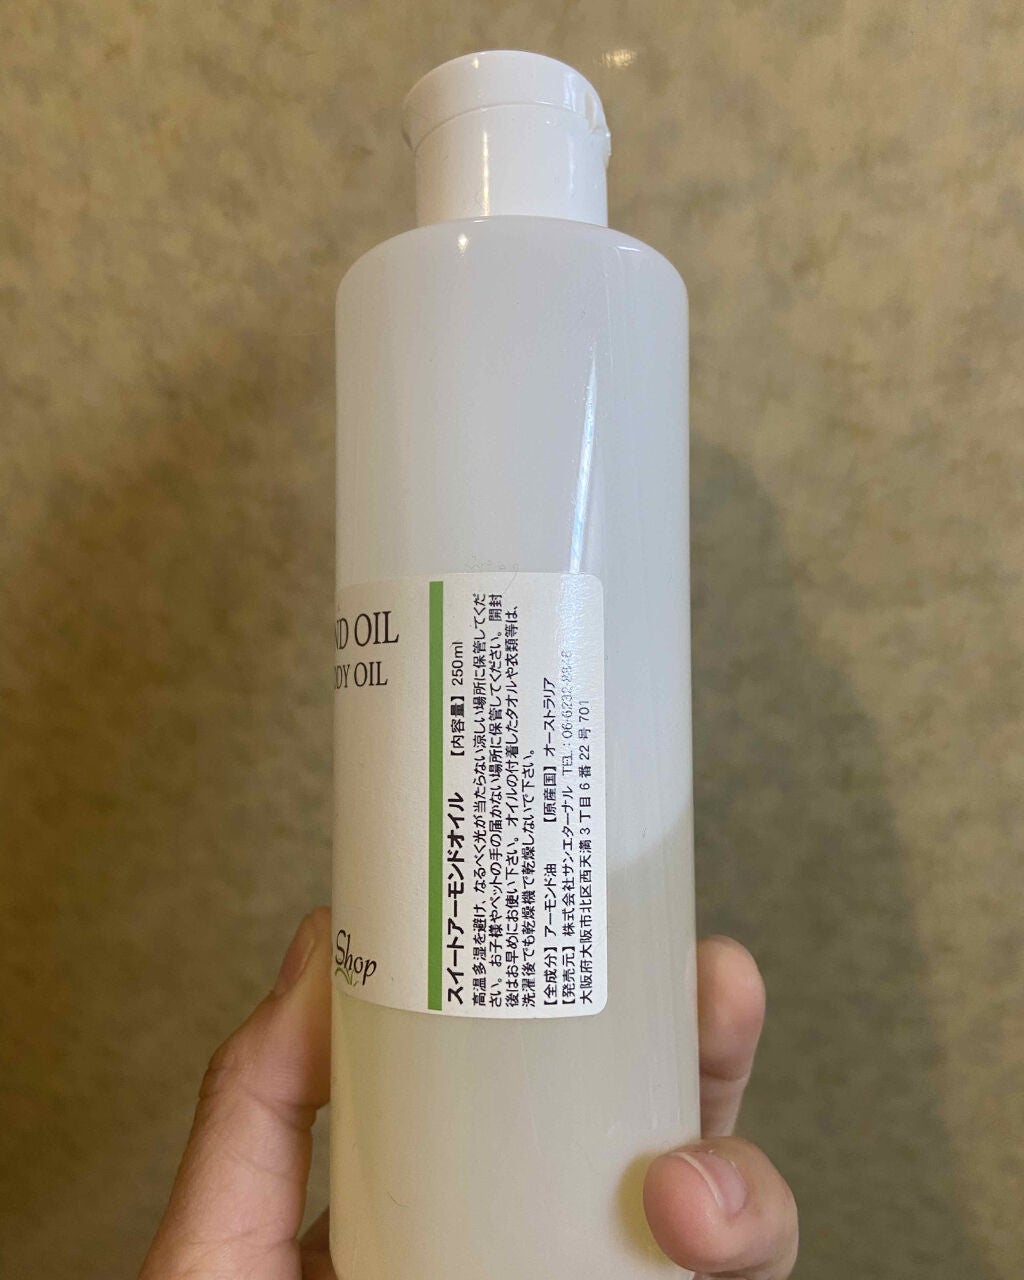 ND OIL
ODY OIL
Shop
スイートアーモンドオイル 【内容量】250ml
高温多湿を避け、なるべく光が当たらない涼しい場所に保管してくだ
さい。お子様やペットの手の届かない場所に保管してください。開封
後はお早めにお使い下さい。オイルの付着したタオルや衣類等は、
洗濯後でも乾燥機で乾燥しないで下さい。
【全成分】アーモンド油 【原産国】オーストラリア
【発売元】株式会社サンエターナル TEL:06-6232-8846
大阪府大阪市北区西天満3丁目6番22号701